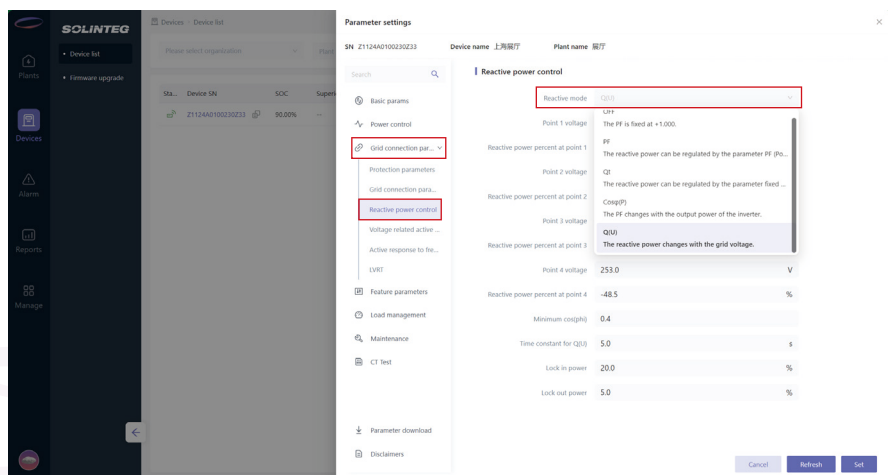 SOLINTEG
Devices / Device list
Parameter settings
SN Z1124A0100230Z33 Device name 上海展厅 Plant name 展厅
Plants
Devices
Alarm
Reports
Manage
• Device list
• Firmware upgrade
Please select organization
Plant
Sta... Device SN SOC Superi
Z1124A0100230Z33 90.00% --
Search
Basic params
Power control
Grid connection par...
Protection parameters
Grid connection para...
Reactive power control
Voltage related active ...
Active response to fre...
LVRT
Feature parameters
Load management
Maintenance
CT Test
Parameter download
Disclaimers
Reactive power control
Reactive mode Q(U)
Point 1 voltage
Reactive power percent at point 1
Point 2 voltage
Reactive power percent at point 2
Point 3 voltage
Reactive power percent at point 3
OFF
The PF is fixed at +1.000.
PF
The reactive power can be regulated by the parameter PF (Po...
Qt
The reactive power can be regulated by the parameter fixed ...
Cosφ(P)
The PF changes with the output power of the inverter.
Q(U)
The reactive power changes with the grid voltage.
Point 4 voltage 253.0 V
Reactive power percent at point 4 -48.5 %
Minimum cos(phi) 0.4
Time constant for Q(U) 5.0 s
Lock in power 20.0 %
Lock out power 5.0 %
Cancel Refresh Set